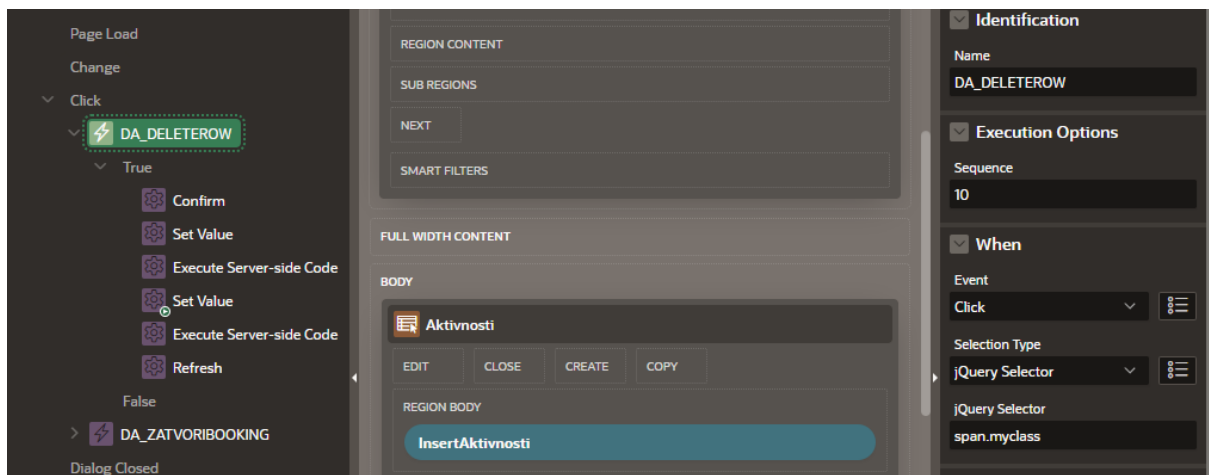 Page Load
Change
Click
DA_DELETEROW
True
Confirm
Set Value
Execute Server-side Code
Set Value
Execute Server-side Code
Refresh
False
DA_ZATVORIBOOKING
Dialog Closed
REGION CONTENT
SUB REGIONS
NEXT
SMART FILTERS
FULL WIDTH CONTENT
BODY
Aktivnosti
EDIT CLOSE CREATE COPY
REGION BODY
InsertAktivnosti
Identification
Name
DA_DELETEROW
Execution Options
Sequence
10
When
Event
Click
Selection Type
jQuery Selector
jQuery Selector
span.myclass